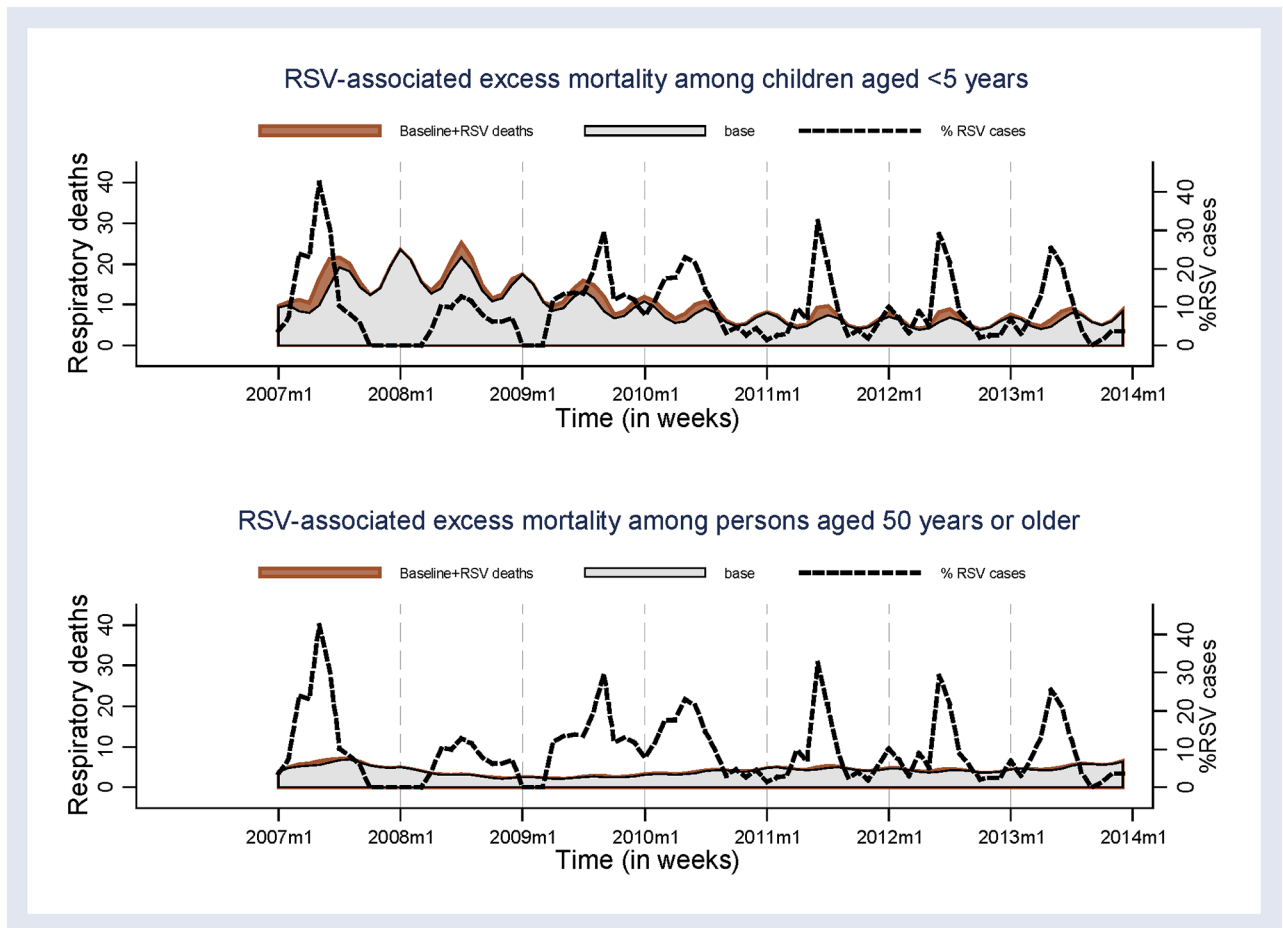 RSV-associated excess mortality among children aged <5 years
Baseline+RSV deaths base % RSV cases
Respiratory deaths
40
30
20
10
0
%RSV cases
40
30
20
10
0
2007m1 2008m1 2009m1 2010m1 2011m1 2012m1 2013m1 2014m1
Time (in weeks)
RSV-associated excess mortality among persons aged 50 years or older
Baseline+RSV deaths base % RSV cases
Respiratory deaths
40
30
20
10
0
%RSV cases
40
30
20
10
0
2007m1 2008m1 2009m1 2010m1 2011m1 2012m1 2013m1 2014m1
Time (in weeks)